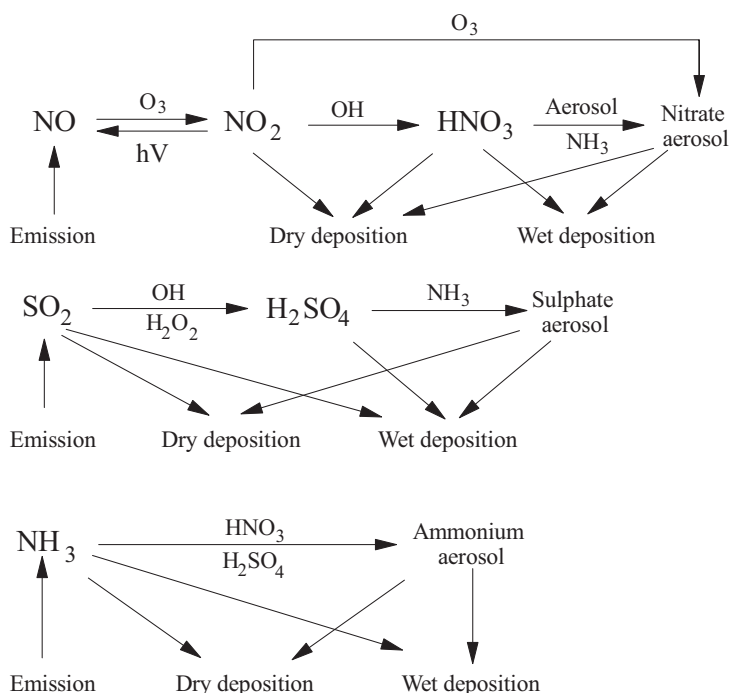 O₃
NO O₃ NO₂ OH HNO₃ Aerosol Nitrate
hV NH₃ aerosol
Emission Dry deposition Wet deposition
SO₂ OH H₂SO₄ NH₃ Sulphate
H₂O₂ aerosol
Emission Dry deposition Wet deposition
NH₃ HNO₃ Ammonium
H₂SO₄ aerosol
Emission Dry deposition Wet deposition